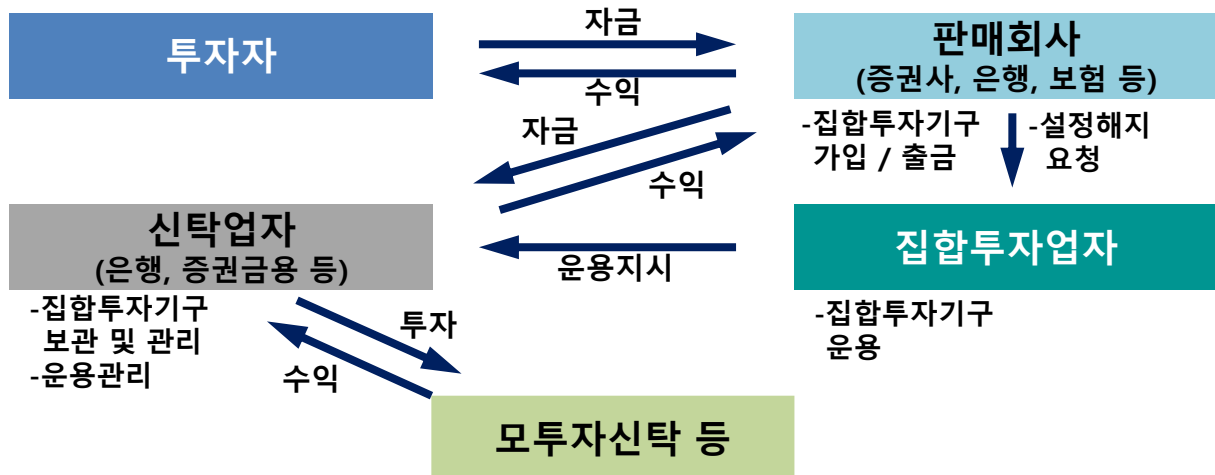 투자자
자금
수익
판매회사
(증권사, 은행, 보험 등)
-집합투자기구
가입 / 출금
-설정해지
요청
자금
수익
신탁업자
(은행, 증권금용 등)
운용지시
집합투자업자
-집합투자기구
보관 및 관리
-운용관리
투자
수익
-집합투자기구
운용
모투자신탁 등